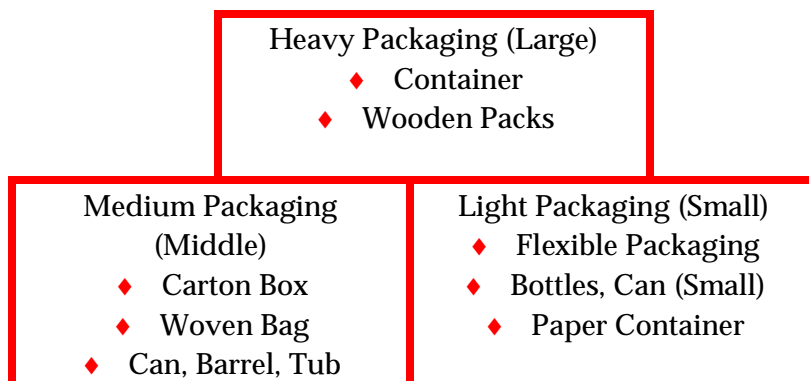 Heavy Packaging (Large)
♦ Container
♦ Wooden Packs
Medium Packaging
(Middle)
♦ Carton Box
♦ Woven Bag
♦ Can, Barrel, Tub
Light Packaging (Small)
♦ Flexible Packaging
♦ Bottles, Can (Small)
♦ Paper Container